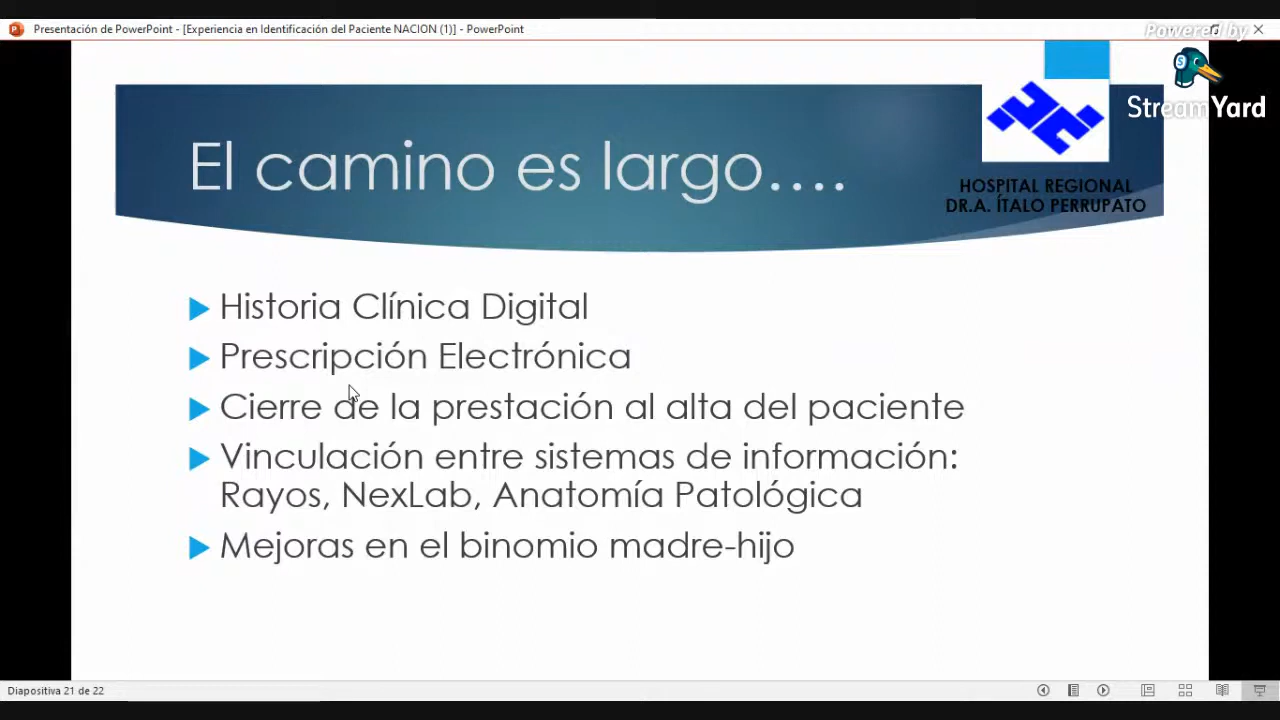 Presentación de PowerPoint - [Experiencia en Identificación del Paciente NACION (1)] - PowerPoint
Powered by
StreamYard
El camino es largo....
HOSPITAL REGIONAL
DR.A. ÍTALO PERRUPATO
Historia Clínica Digital
Prescripción Electrónica
Cierre de la prestación al alta del paciente
Vinculación entre sistemas de información:
Rayos, NexLab, Anatomía Patológica
Mejoras en el binomio madre-hijo
Diapositiva 21 de 22